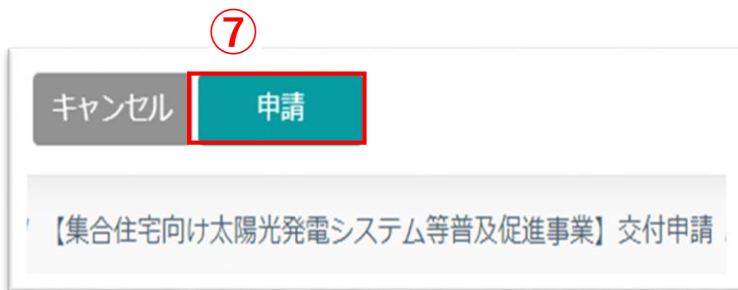 ⑦
キャンセル 申請
【集合住宅向け太陽光発電システム等普及促進事業】交付申請